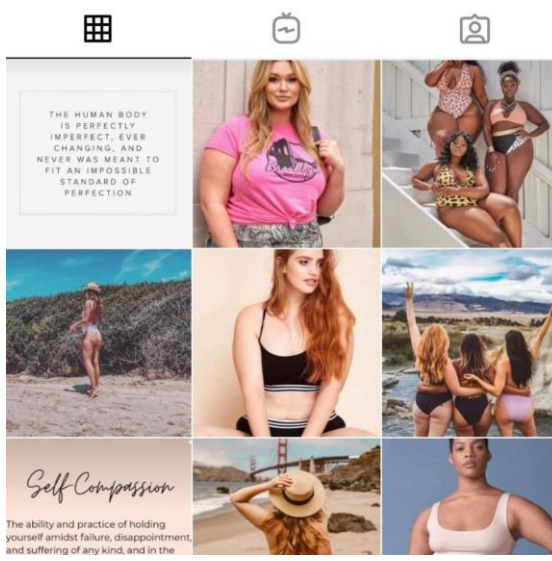 THE HUMAN BODY
IS PERFECTLY
IMPERFECT, EVER
CHANGING, AND
NEVER WAS MEANT TO
FIT AN IMPOSSIBLE
STANDARD OF
PERFECTION
Self Compassion
The ability and practice of holding
yourself amidst failure, disappointment,
and suffering of any kind, and in the